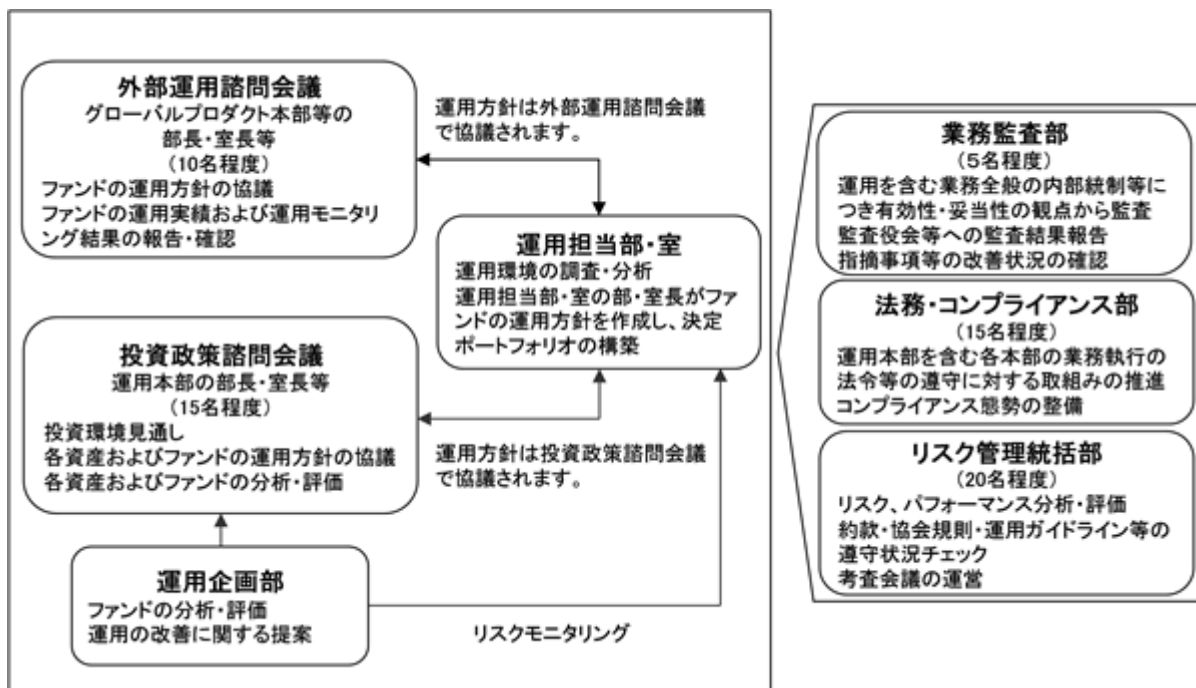 外部運用諮問会議
グローバルプロダクト本部等の
部長・室長等
(10名程度)
ファンドの運用方針の協議
ファンドの運用実績および運用モニタリ
ング結果の報告・確認
運用方針は外部運用諮問会議
で協議されます。
運用担当部・室
運用環境の調査・分析
運用担当部・室の部・室長がファ
ンドの運用方針を作成し、決定
ポートフォリオの構築
投資政策諮問会議
運用本部の部長・室長等
(15名程度)
投資環境見通し
各資産およびファンドの運用方針の協議
各資産およびファンドの分析・評価
運用方針は投資政策諮問会議
で協議されます。
運用企画部
ファンドの分析・評価
運用の改善に関する提案
リスクモニタリング
業務監査部
(5名程度)
運用を含む業務全般の内部統制等に
つき有効性・妥当性の観点から監査
監査役会等への監査結果報告
指摘事項等の改善状況の確認
法務・コンプライアンス部
(15名程度)
運用本部を含む各本部の業務執行の
法令等の遵守に対する取組みの推進
コンプライアンス態勢の整備
リスク管理統括部
(20名程度)
リスク、パフォーマンス分析・評価
約款・協会規則・運用ガイドライン等の
遵守状況チェック
考査会議の運営